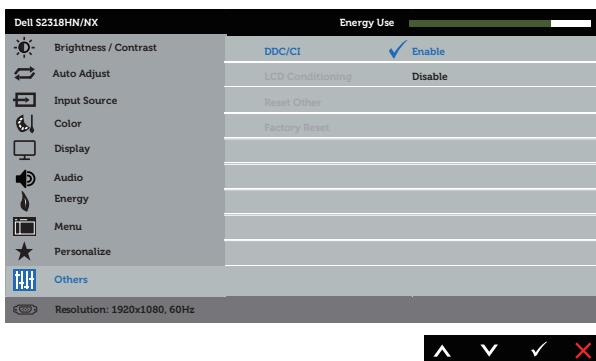 Dell S2318HN/NX Energy Use
Brightness / Contrast DDC/CI Enable
Auto Adjust LCD Conditioning Disable
Input Source Reset Other
Color Factory Reset
Display
Audio
Energy
Menu
Personalize
Others
Resolution: 1920x1080, 60Hz